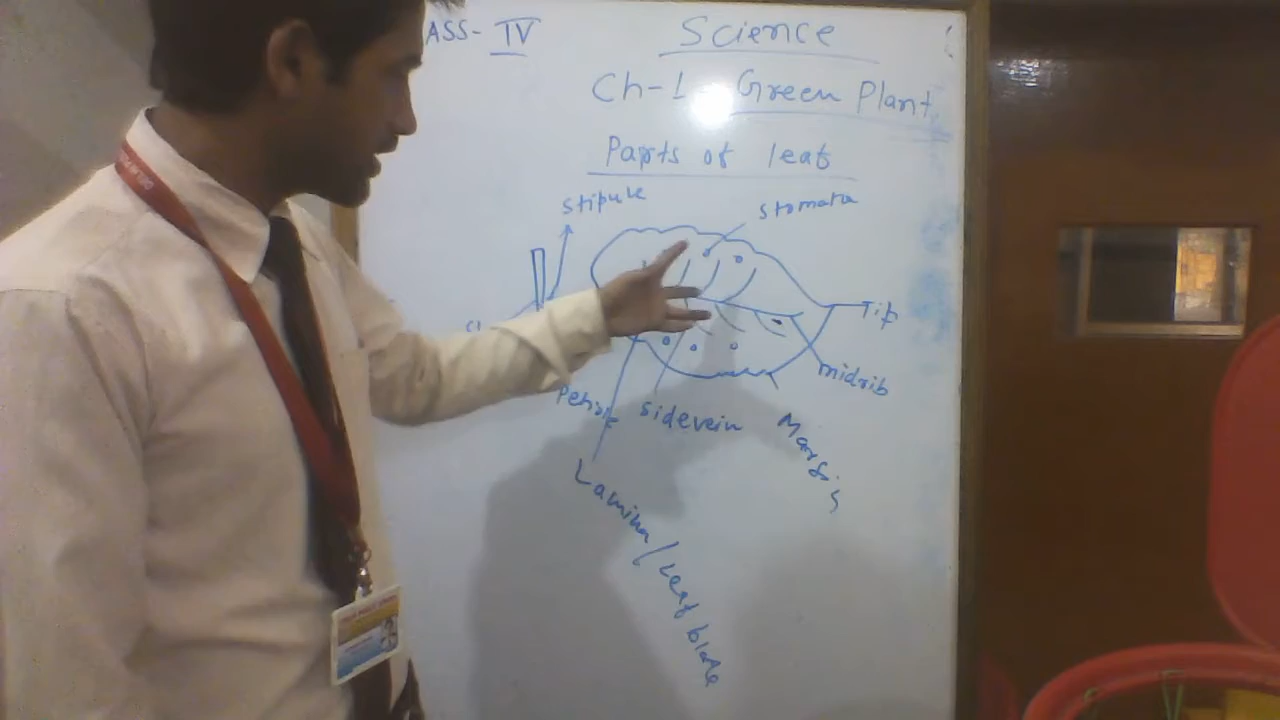 ASS- IV
Science
Ch-1 - Green Plant
Parts of leaf
Stipule
Stomata
Tip
midrib
Petiole
Sidevein
Margin
Lamina/Leaf blade